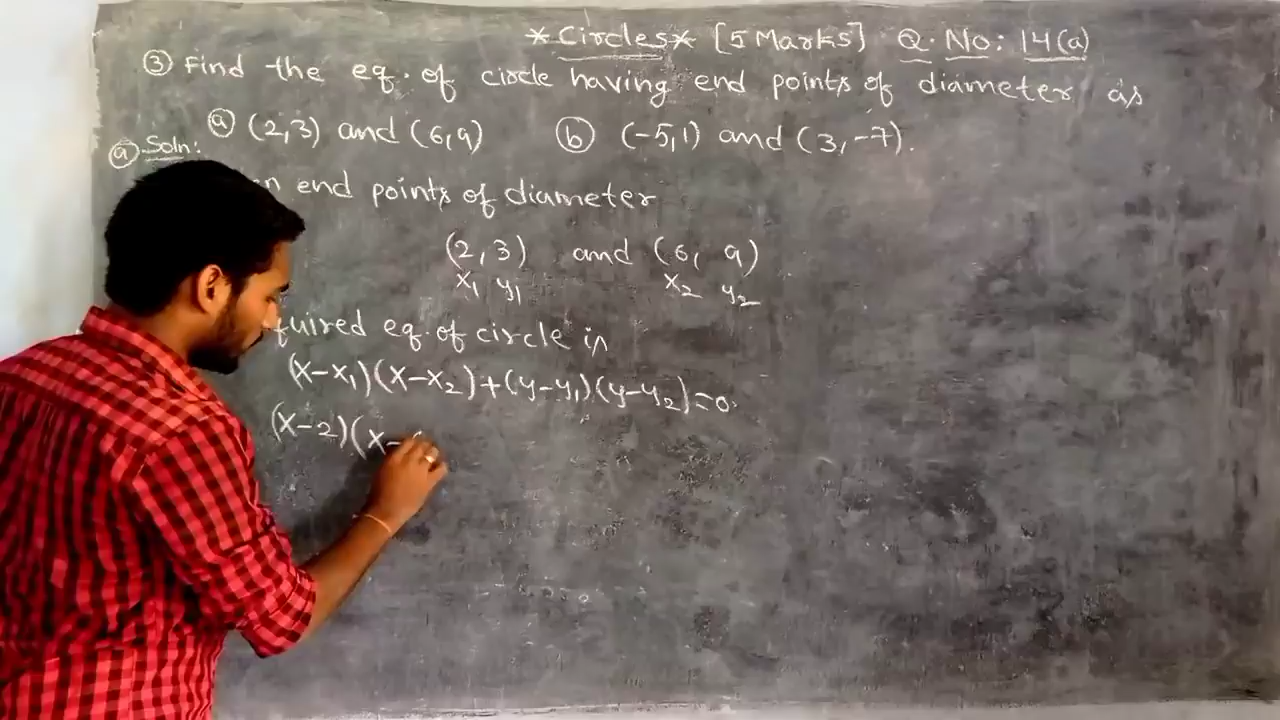 *Circles* [5 Marks] Q. No: 14(a)
③ Find the eq. of circle having end points of diameter as
ⓐ (2,3) and (6,9) ⓑ (-5,1) and (3,-7).
ⓐ Soln:
end points of diameter
(2, 3) and (6, 9)
x₁ y₁ x₂ y₂
quired eq. of circle is
(x-x₁)(x-x₂)+(y-y₁)(y-y₂)=0.
(x-2)(x-